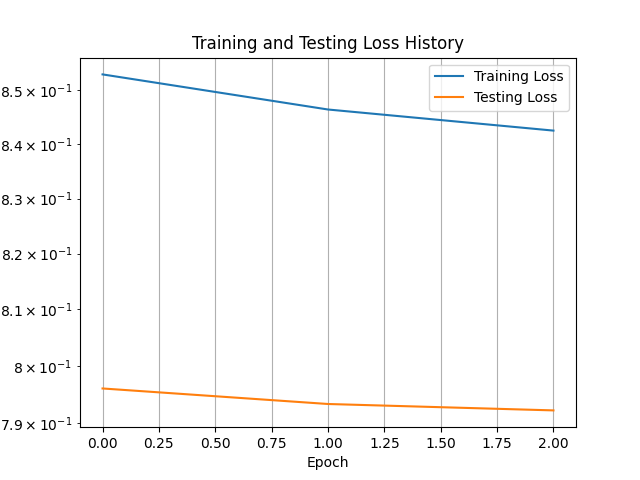 Training and Testing Loss History
Training Loss
Testing Loss
8.5 × 10⁻¹
8.4 × 10⁻¹
8.3 × 10⁻¹
8.2 × 10⁻¹
8.1 × 10⁻¹
8 × 10⁻¹
7.9 × 10⁻¹
0.00 0.25 0.50 0.75 1.00 1.25 1.50 1.75 2.00
Epoch